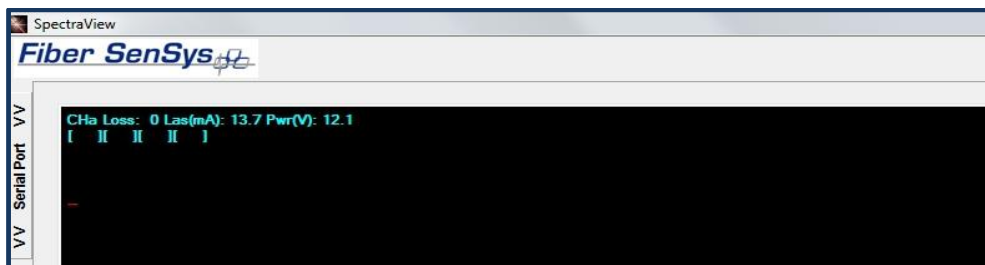 SpectraView
Fiber SenSys
CHa Loss: 0 Las(mA): 13.7 Pwr(V): 12.1
[ ][ ][ ][ ]
VV Serial Port VV